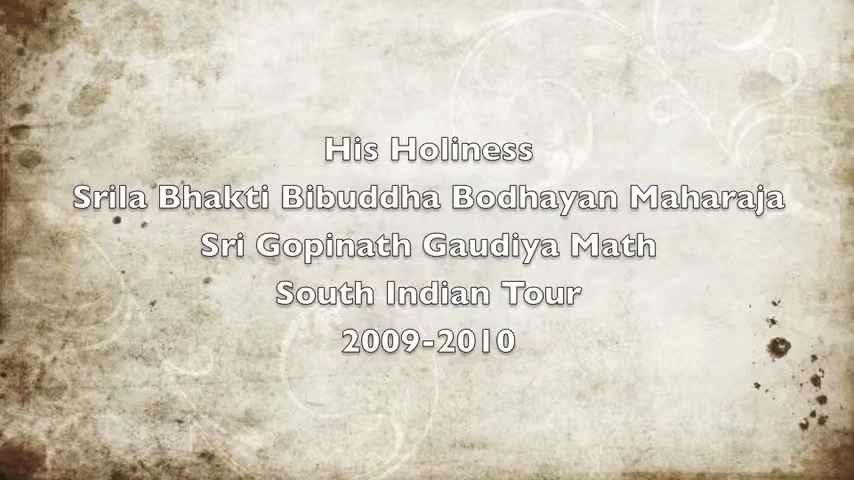 His Holiness
Srila Bhakti Bibuddha Bodhayan Maharaja
Sri Gopinath Gaudiya Math
South Indian Tour
2009-2010